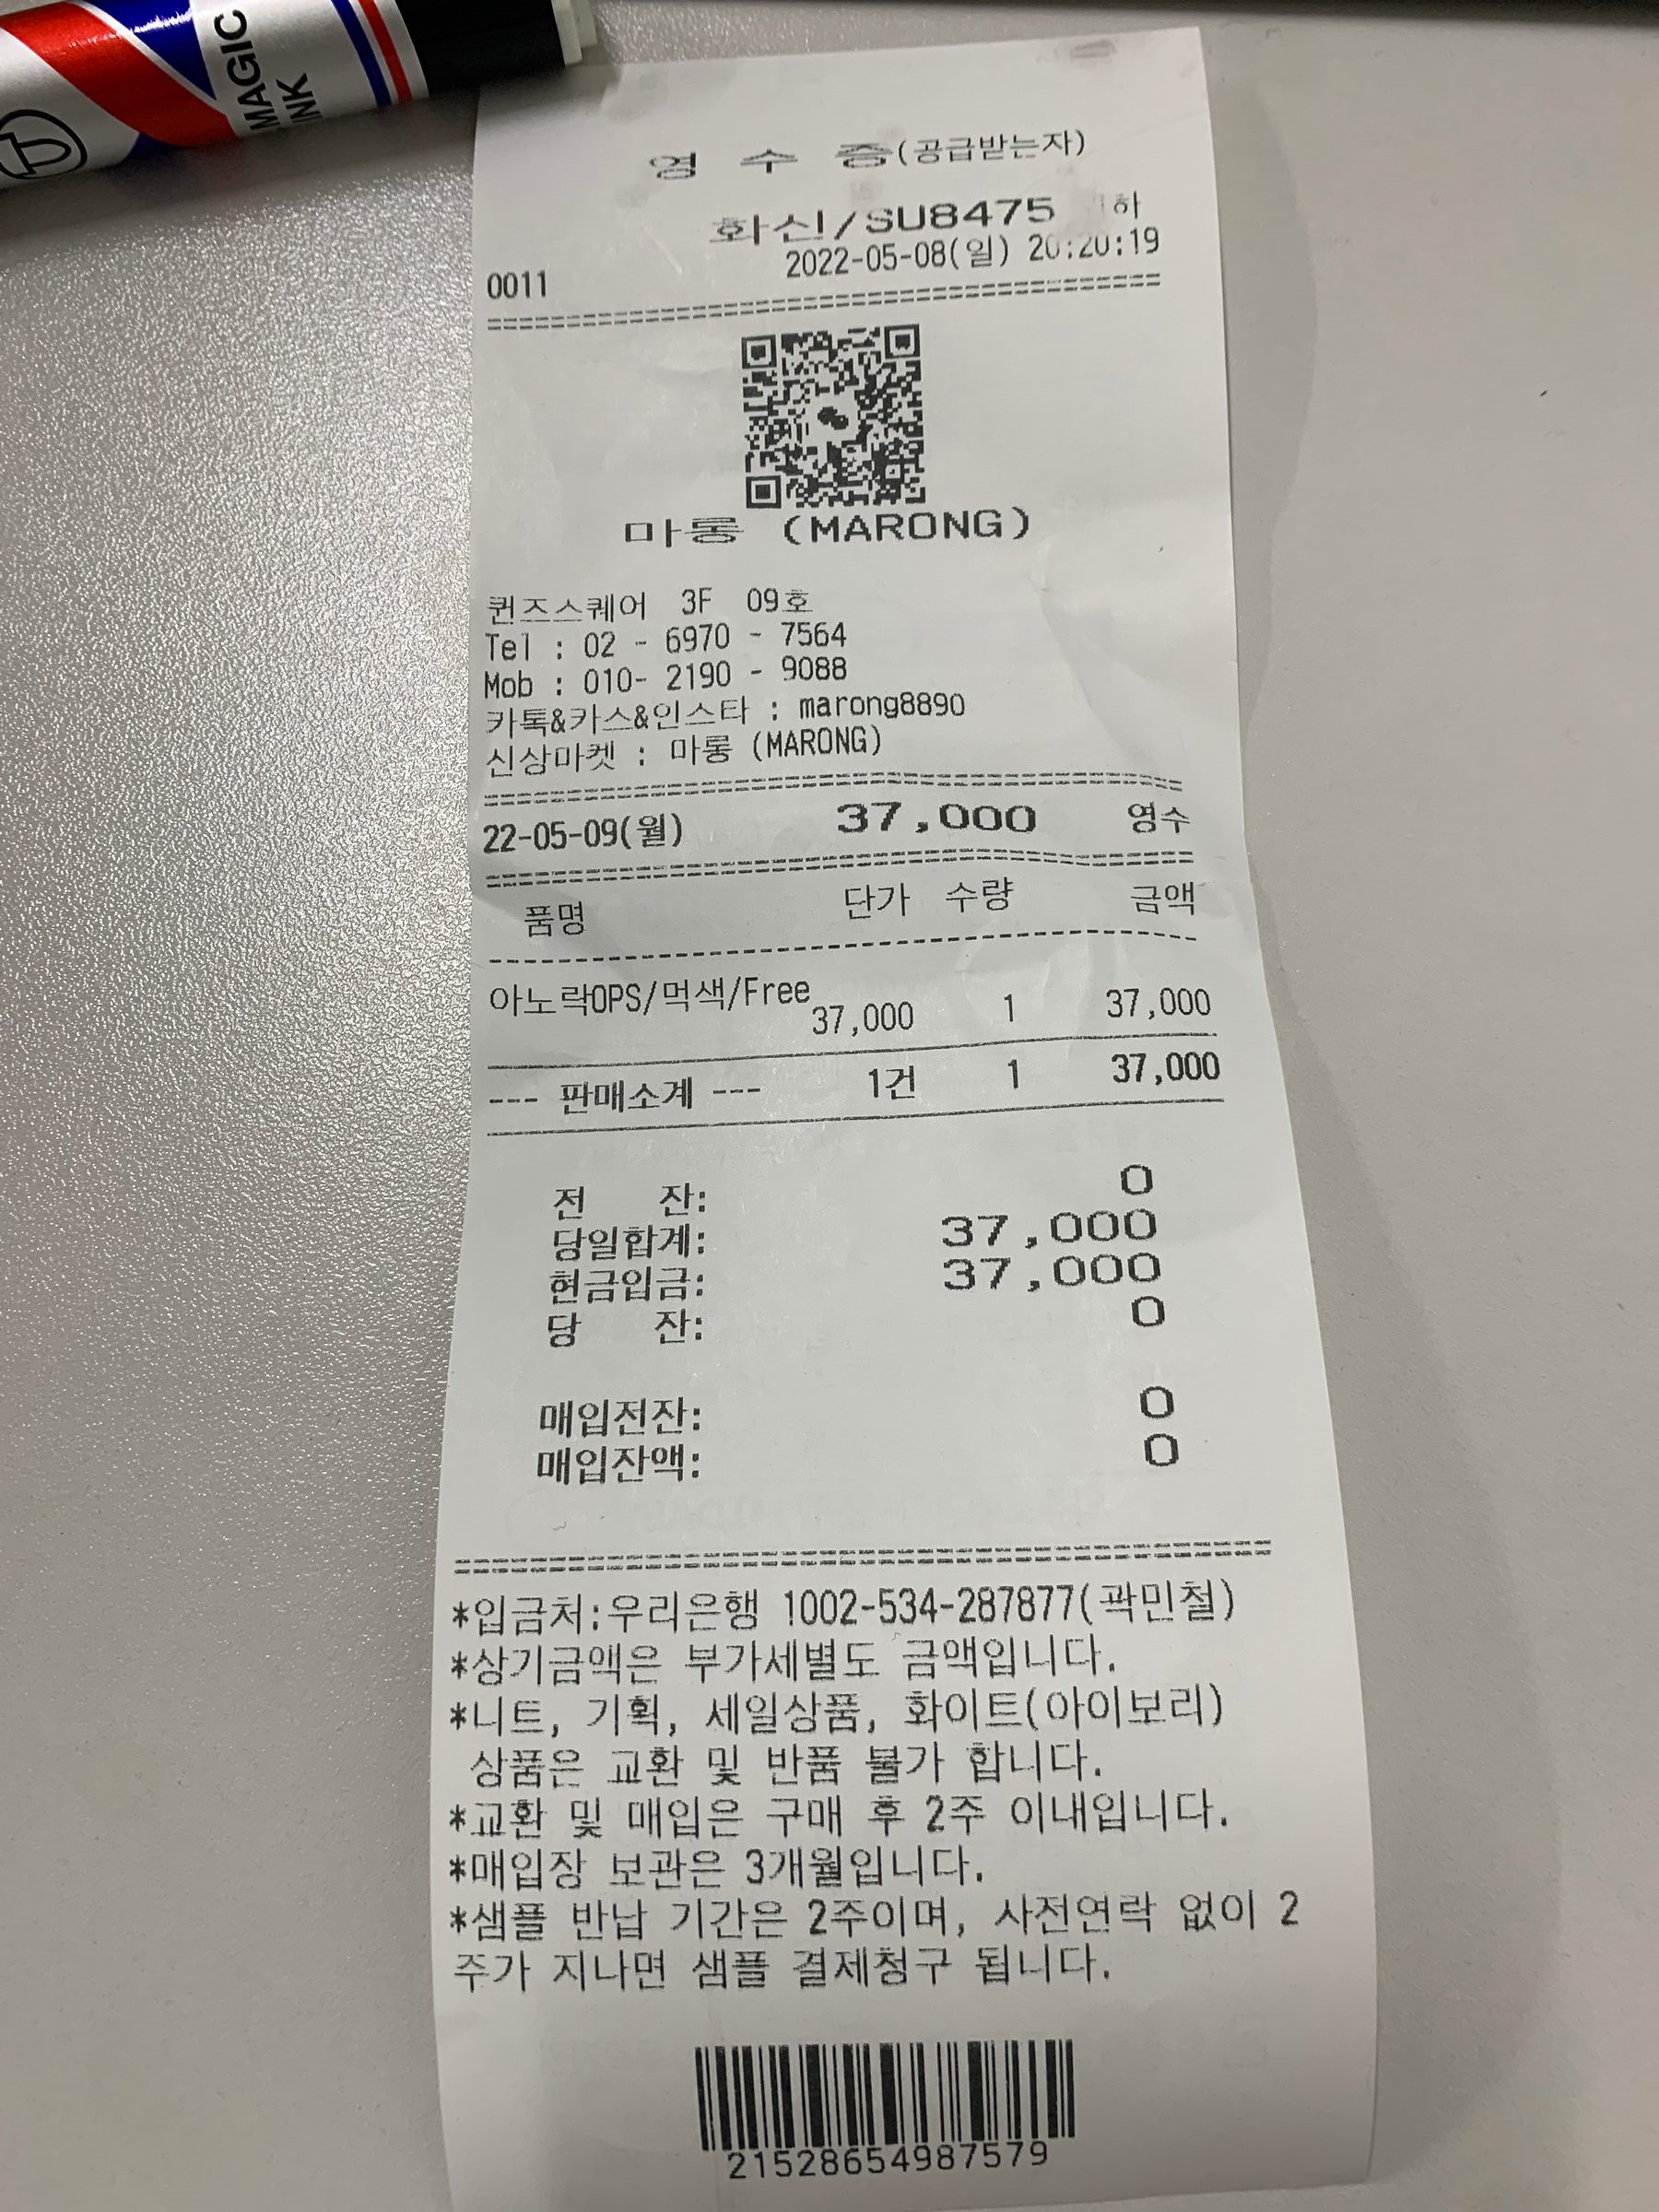 MAGIC
INK
영 수 증(공급받는자)
화신/SU8475 하
0011 2022-05-08(일) 20:20:19
마롱 (MARONG)
퀸즈스퀘어 3F 09호
Tel : 02 - 6970 - 7564
Mob : 010- 2190 - 9088
카톡&카스&인스타 : marong8890
신상마켓 : 마롱 (MARONG)
22-05-09(월) 37,000 영수
품명 단가 수량 금액
아노락OPS/먹색/Free
37,000 1 37,000
--- 판매소계 --- 1건 1 37,000
전 잔: 0
당일합계: 37,000
현금입금: 37,000
당 잔: 0
매입전잔: 0
매입잔액: 0
*입금처:우리은행 1002-534-287877(곽민철)
*상기금액은 부가세별도 금액입니다.
*니트, 기획, 세일상품, 화이트(아이보리)
상품은 교환 및 반품 불가 합니다.
*교환 및 매입은 구매 후 2주 이내입니다.
*매입장 보관은 3개월입니다.
*샘플 반납 기간은 2주이며, 사전연락 없이 2
주가 지나면 샘플 결제청구 됩니다.
21528654987579